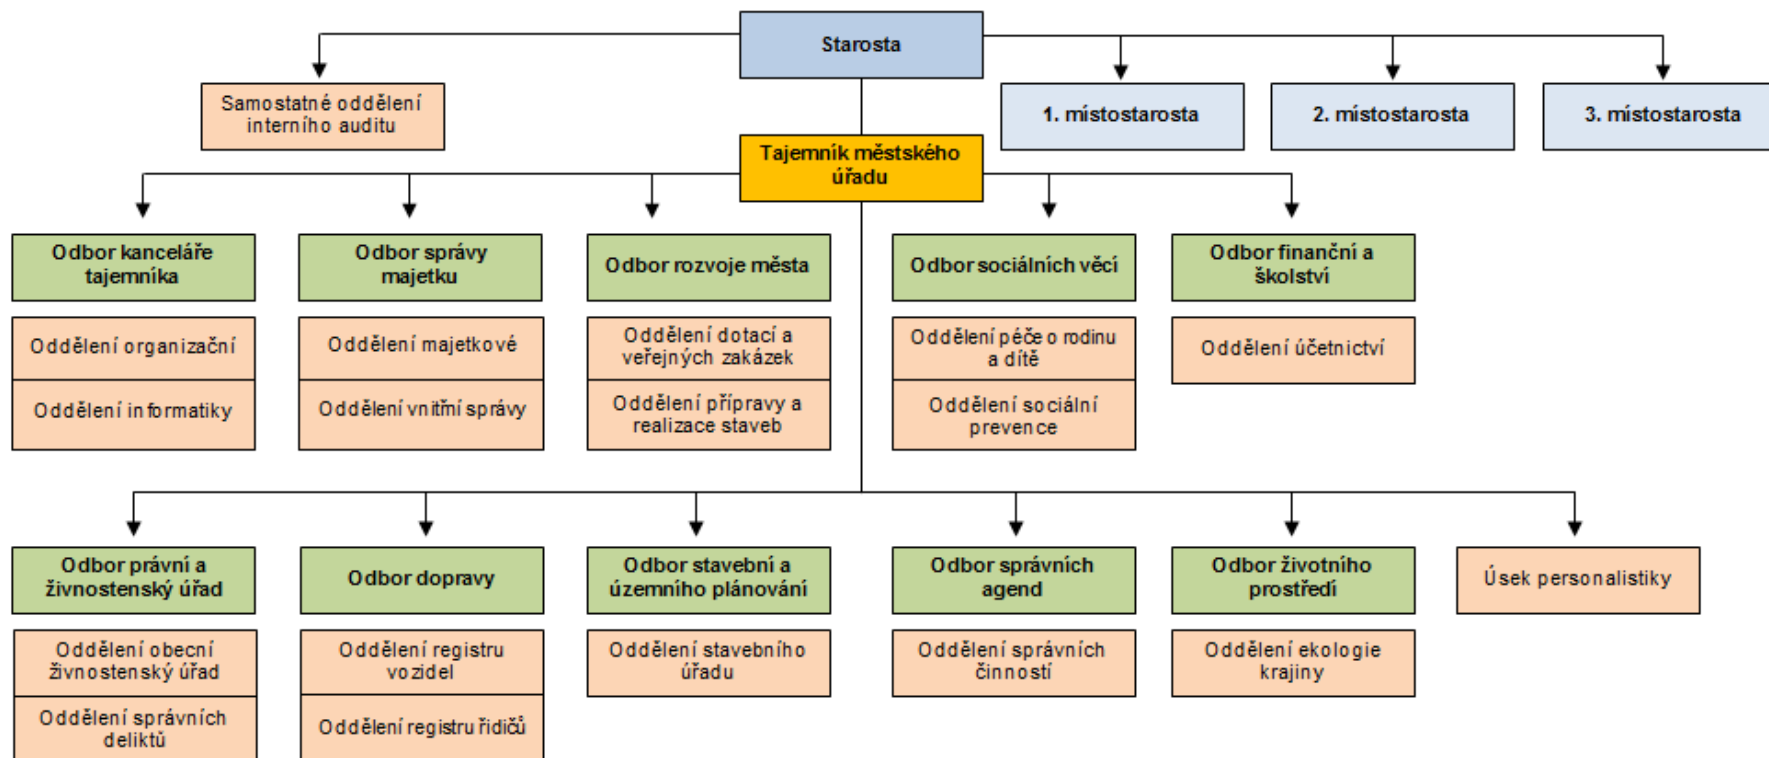 Starosta
Samostatné oddělení
interního auditu
1. místostarosta
2. místostarosta
3. místostarosta
Tajemník městského
úřadu
Odbor kanceláře
tajemníka
Odbor správy
majetku
Odbor rozvoje města
Odbor sociálních věcí
Odbor finanční a
školství
Oddělení organizační
Oddělení informatiky
Oddělení majetkové
Oddělení vnitřní správy
Oddělení dotací a
veřejných zakázek
Oddělení přípravy a
realizace staveb
Oddělení péče o rodinu
a dítě
Oddělení sociální
prevence
Oddělení účetnictví
Odbor právní a
živnostenský úřad
Odbor dopravy
Odbor stavební a
územního plánování
Odbor správních
agend
Odbor životního
prostředí
Úsek personalistiky
Oddělení obecní
živnostenský úřad
Oddělení správních
deliktů
Oddělení registru
vozidel
Oddělení registru řidičů
Oddělení stavebního
úřadu
Oddělení správních
činností
Oddělení ekologie
krajiny